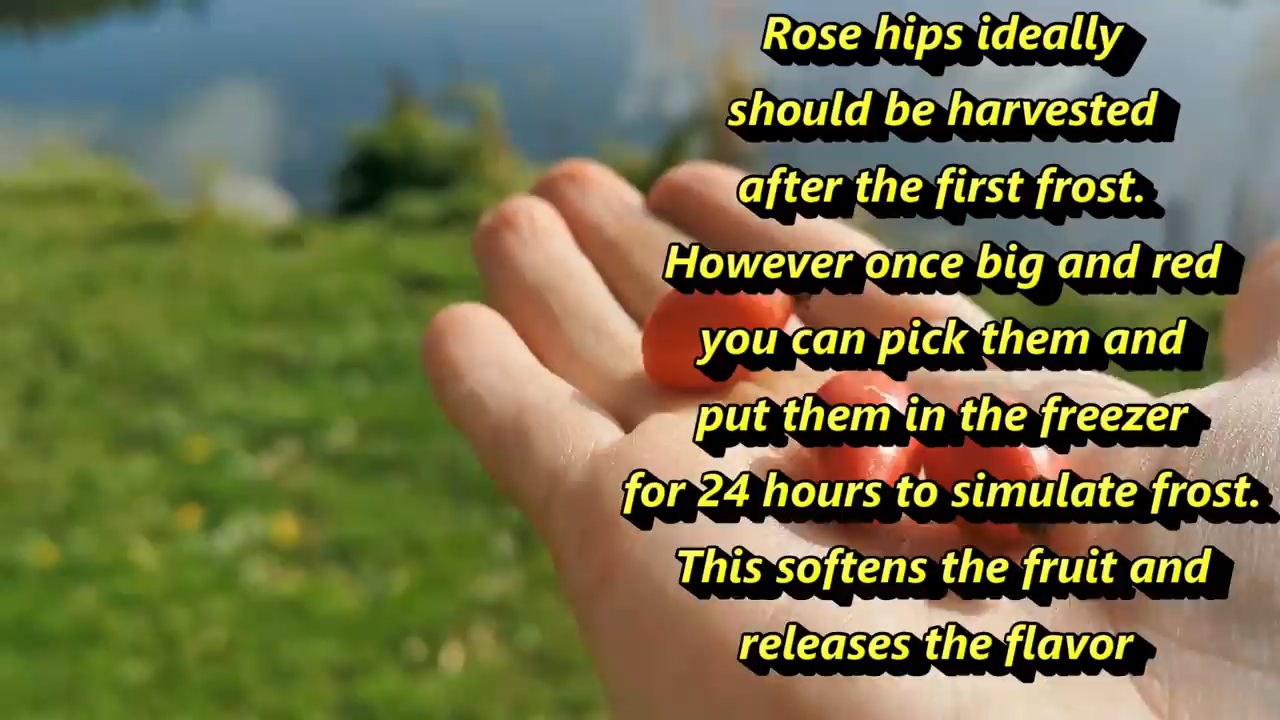 Rose hips ideally
should be harvested
after the first frost.
However once big and red
you can pick them and
put them in the freezer
for 24 hours to simulate frost.
This softens the fruit and
releases the flavor